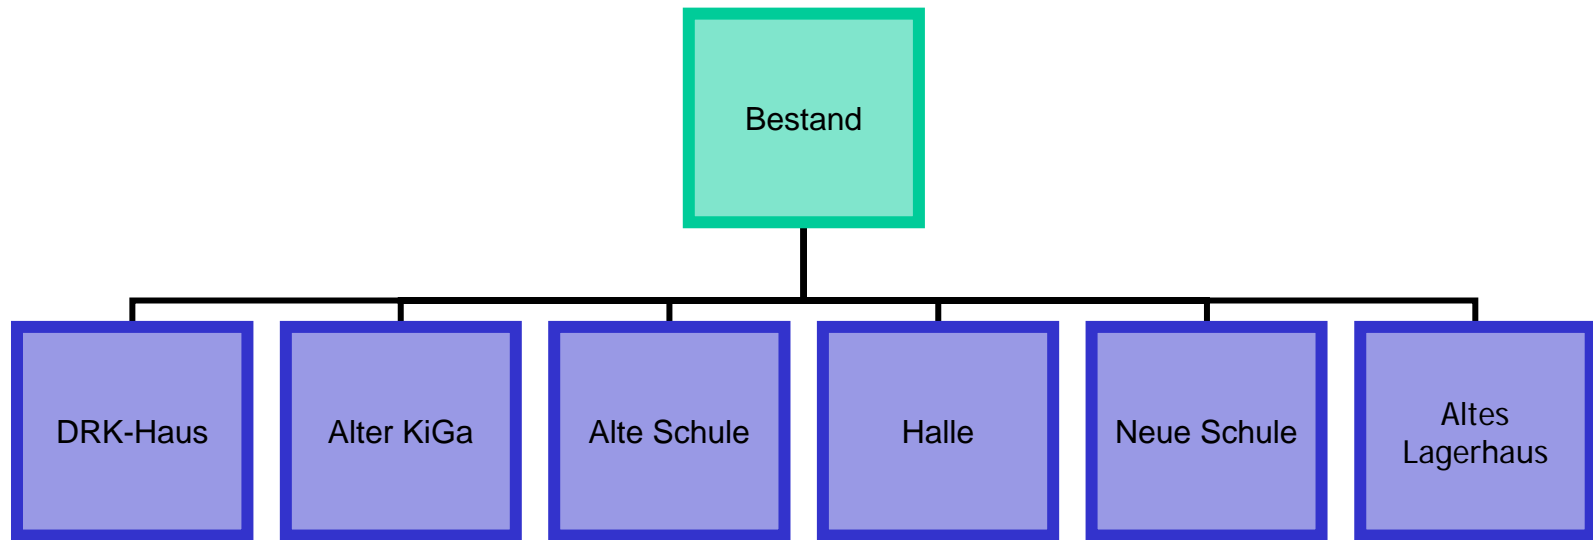 Bestand
DRK-Haus
Alter KiGa
Alte Schule
Halle
Neue Schule
Altes
Lagerhaus